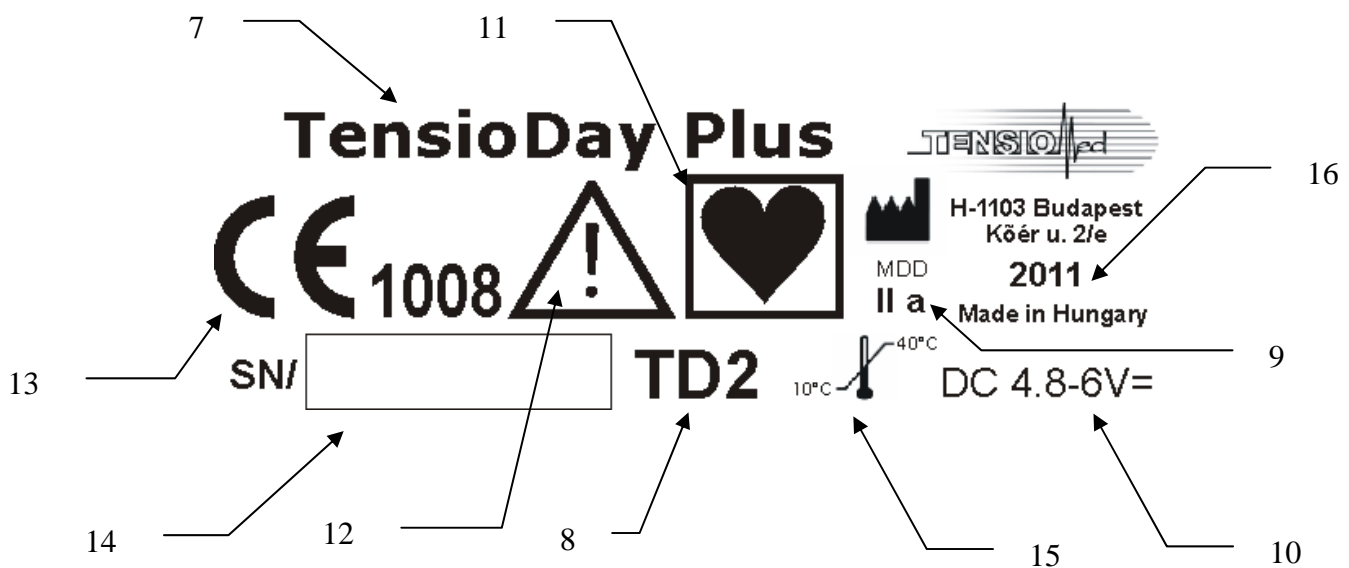 7
11
TensioDay Plus
TENSIOMed
16
H-1103 Budapest
Kõér u. 2/e
CE 1008
!
MDD
II a
2011
Made in Hungary
9
13
SN/
TD2
10°C
40°C
DC 4.8-6V=
14
12
8
15
10